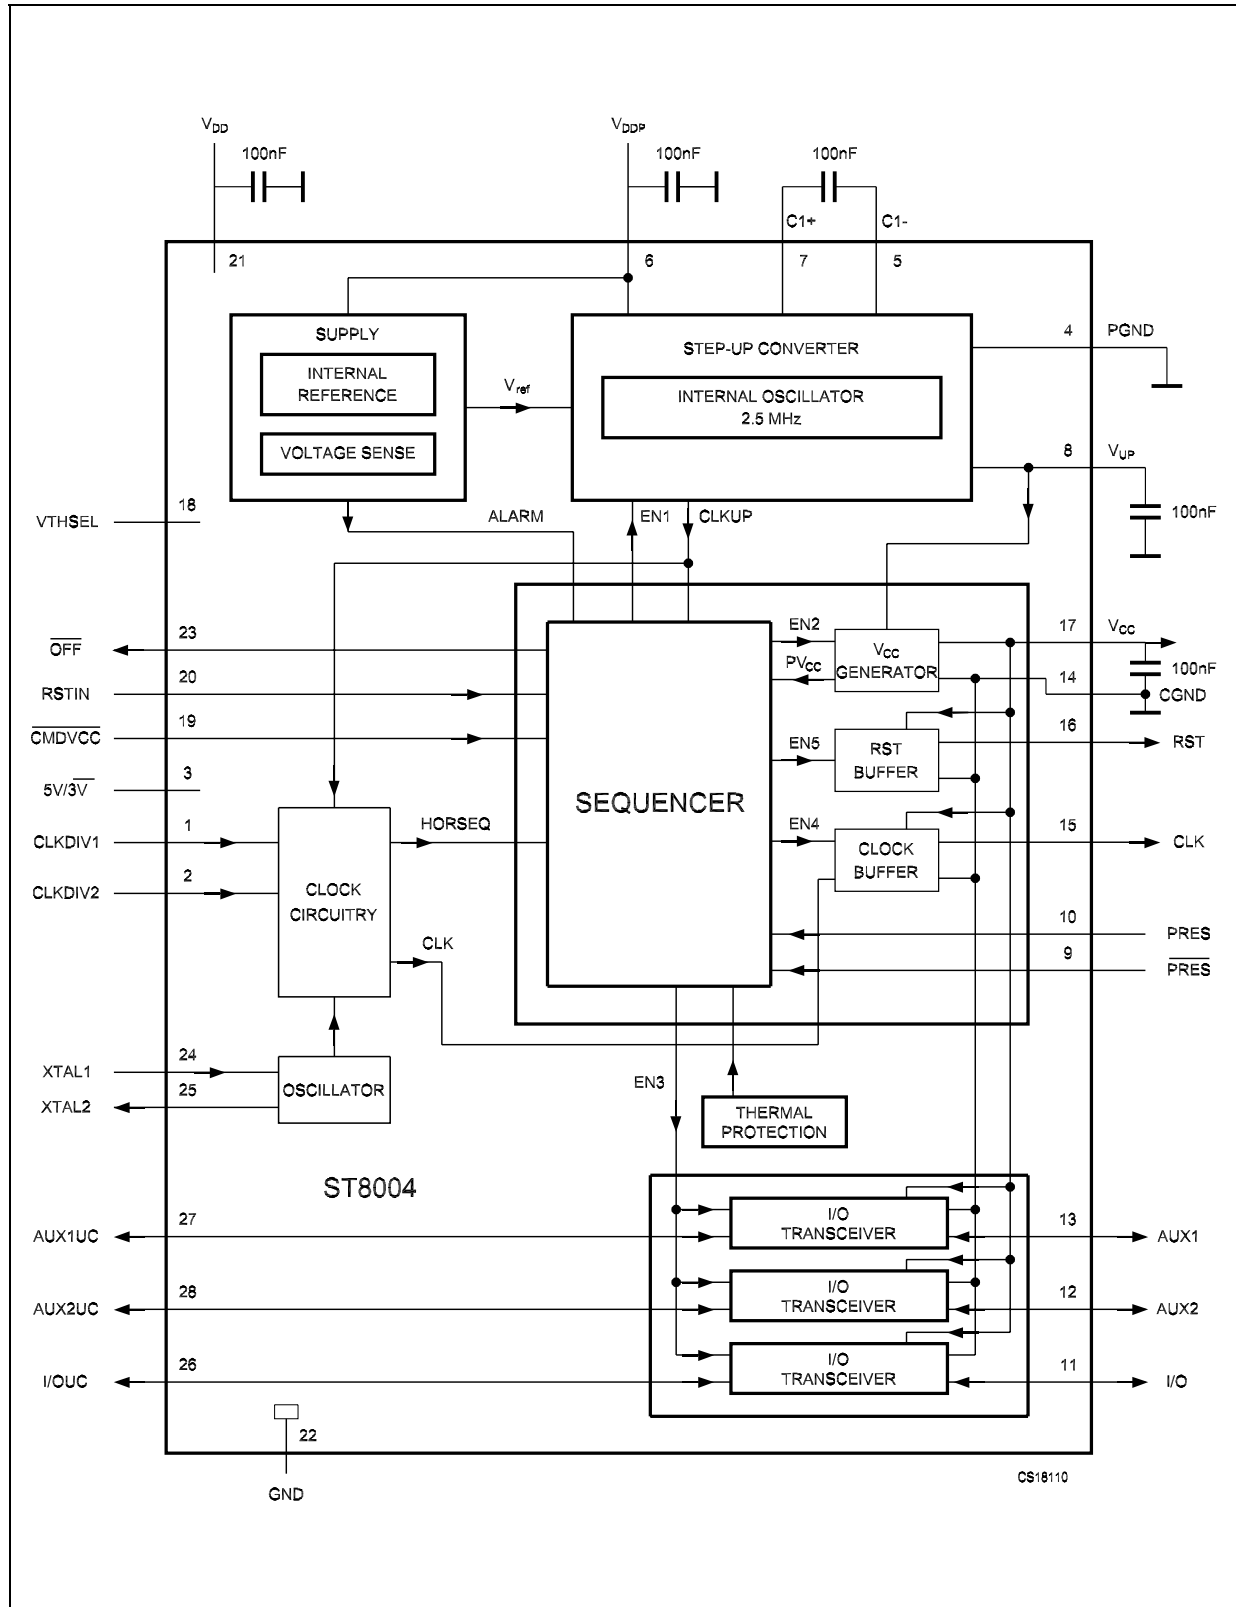 VDD
VDDP
100nF
100nF
100nF
C1+
C1-
21
6
7
5
SUPPLY
INTERNAL
REFERENCE
VOLTAGE SENSE
Vref
STEP-UP CONVERTER
INTERNAL OSCILLATOR
2.5 MHz
4
PGND
8
VUP
100nF
VTHSEL
18
ALARM
EN1
CLKUP
OFF
23
RSTIN
20
CMDVCC
19
5V/3V
3
CLKDIV1
1
CLKDIV2
2
SEQUENCER
EN2
PVCC
VCC
GENERATOR
17
VCC
100nF
14
CGND
EN5
RST
BUFFER
16
RST
EN4
CLOCK
BUFFER
15
CLK
HORSEQ
CLOCK
CIRCUITRY
CLK
10
PRES
9
PRES
XTAL1
24
XTAL2
25
OSCILLATOR
EN3
THERMAL
PROTECTION
ST8004
AUX1UC
27
I/O
TRANSCEIVER
13
AUX1
AUX2UC
28
I/O
TRANSCEIVER
12
AUX2
I/OUC
26
I/O
TRANSCEIVER
11
I/O
22
GND
CS18110